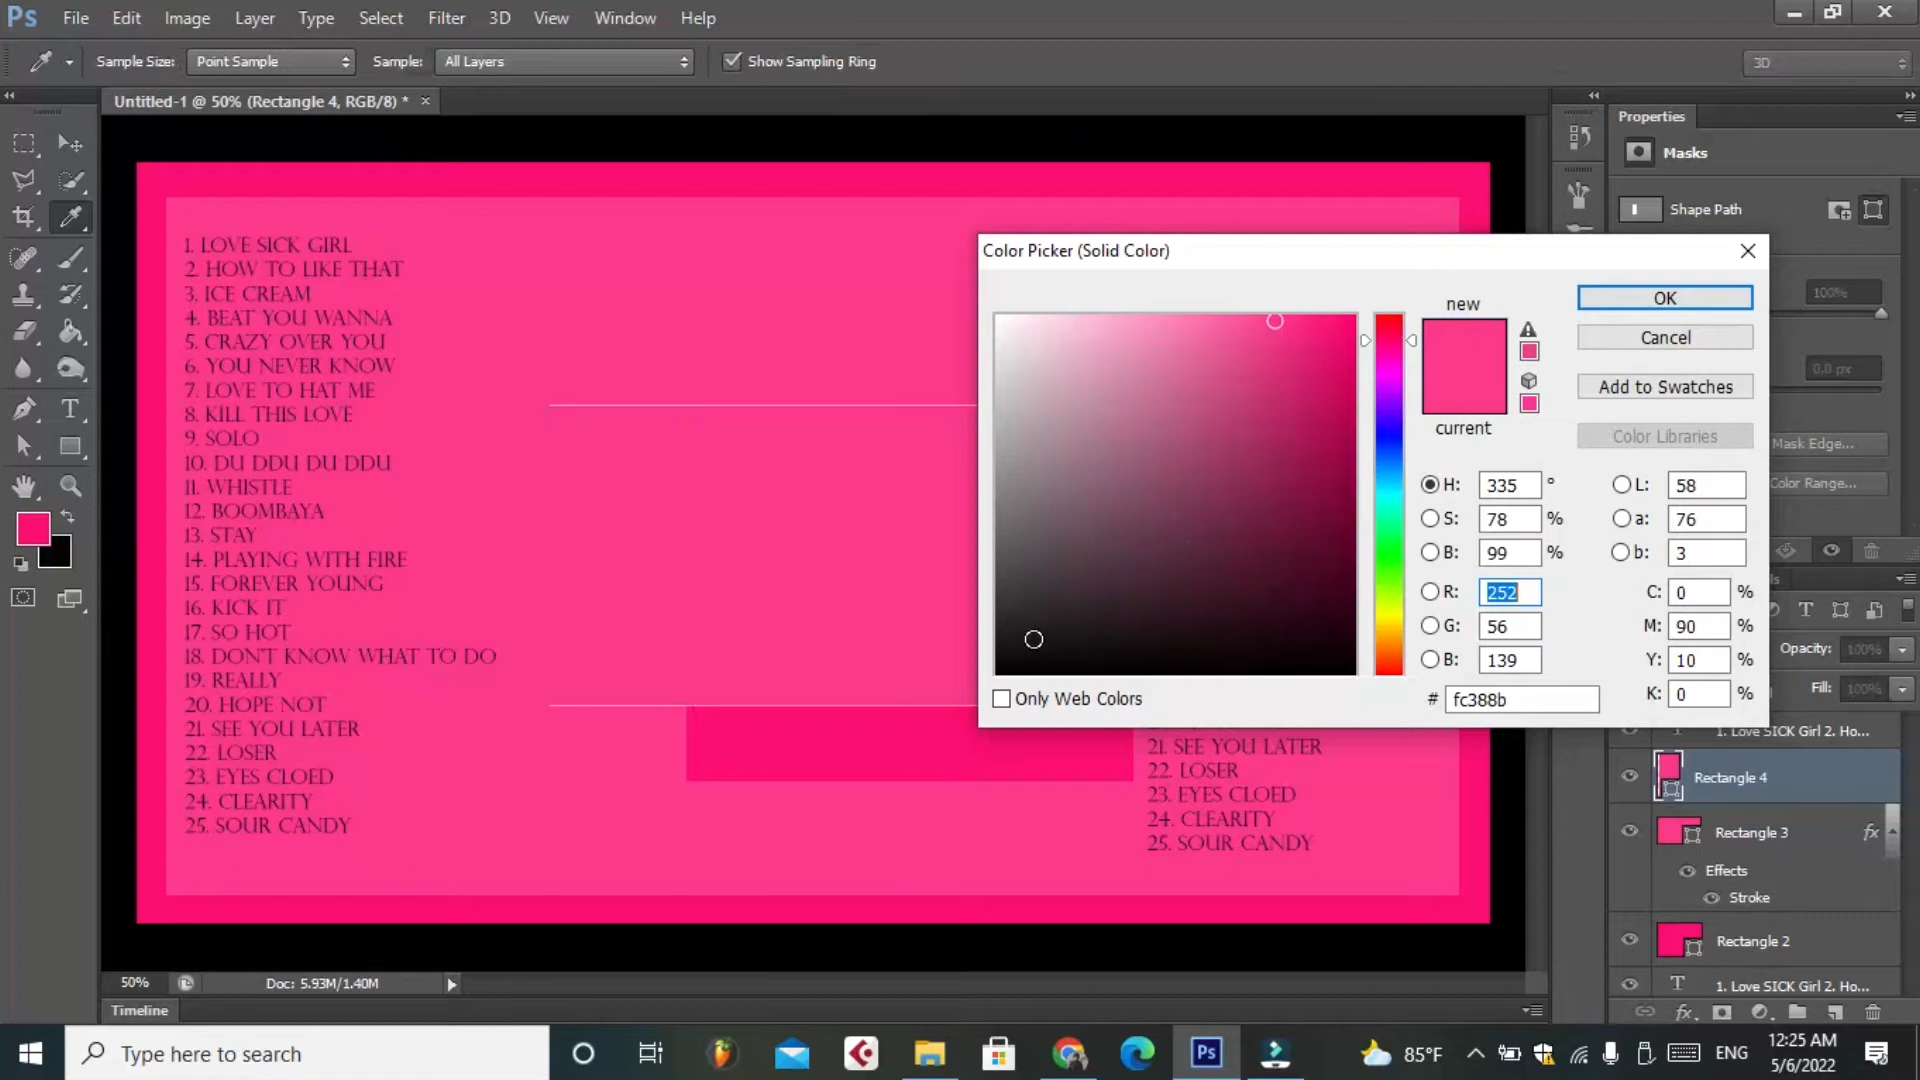 Ps File Edit Image Layer Type Select Filter 3D View Window Help
Sample Size: Point Sample Sample: All Layers Show Sampling Ring 3D
Untitled-1 @ 50% (Rectangle 4, RGB/8) *
1. LOVE SICK GIRL
2. HOW TO LIKE THAT
3. ICE CREAM
4. BEAT YOU WANNA
5. CRAZY OVER YOU
6. YOU NEVER KNOW
7. LOVE TO HAT ME
8. KILL THIS LOVE
9. SOLO
10. DU DDU DU DDU
11. WHISTLE
12. BOOMBAYA
13. STAY
14. PLAYING WITH FIRE
15. FOREVER YOUNG
16. KICK IT
17. SO HOT
18. DON'T KNOW WHAT TO DO
19. REALLY
20. HOPE NOT
21. SEE YOU LATER
22. LOSER
23. EYES CLOED
24. CLEARITY
25. SOUR CANDY
21. SEE YOU LATER
22. LOSER
23. EYES CLOED
24. CLEARITY
25. SOUR CANDY
Color Picker (Solid Color)
new
current
OK
Cancel
Add to Swatches
Color Libraries
H: 335 °
S: 78 %
B: 99 %
R: 252
G: 56
B: 139
L: 58
a: 76
b: 3
C: 0 %
M: 90 %
Y: 10 %
K: 0 %
# fc388b
Only Web Colors
Properties
Masks
Shape Path
100%
0.0 px
Mask Edge...
Color Range...
Opacity: 100%
Fill: 100%
1. Love SICK Girl 2. Ho...
Rectangle 4
Rectangle 3 fx
Effects
Stroke
Rectangle 2
1. Love SICK Girl 2. Ho...
50% Doc: 5.93M/1.40M
Timeline
Type here to search
Ps
85°F
ENG
12:25 AM
5/6/2022